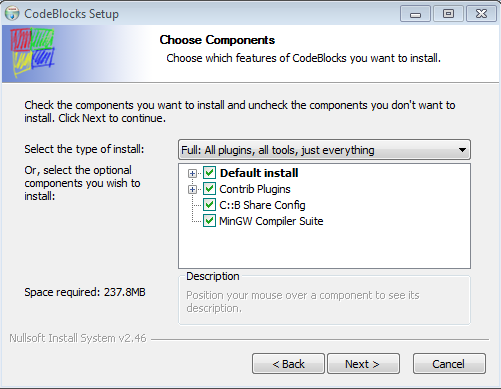 CodeBlocks Setup
Choose Components
Choose which features of CodeBlocks you want to install.
Check the components you want to install and uncheck the components you don't want to
install. Click Next to continue.
Select the type of install:
Full: All plugins, all tools, just everything
Or, select the optional
components you wish to
install:
Default install
Contrib Plugins
C::B Share Config
MinGW Compiler Suite
Space required: 237.8MB
Description
Position your mouse over a component to see its
description.
Nullsoft Install System v2.46
< Back
Next >
Cancel